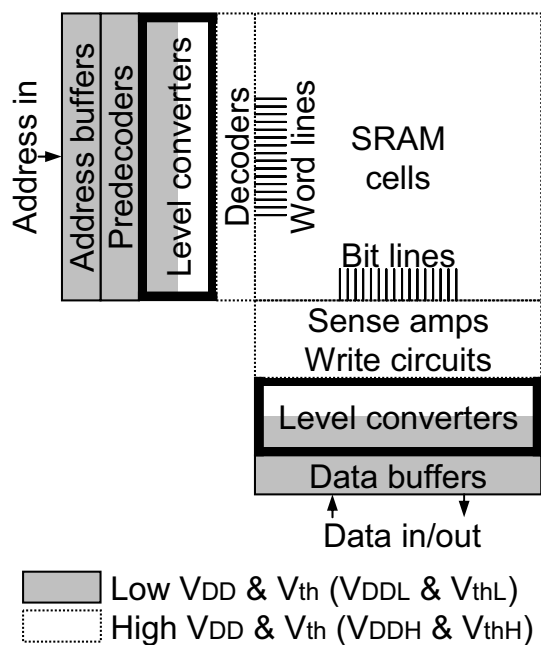 Address in
Address buffers
Predecoders
Level converters
Decoders
Word lines
SRAM
cells
Bit lines
Sense amps
Write circuits
Level converters
Data buffers
Data in/out
Low VDD & Vth (VDDL & VthL)
High VDD & Vth (VDDH & VthH)